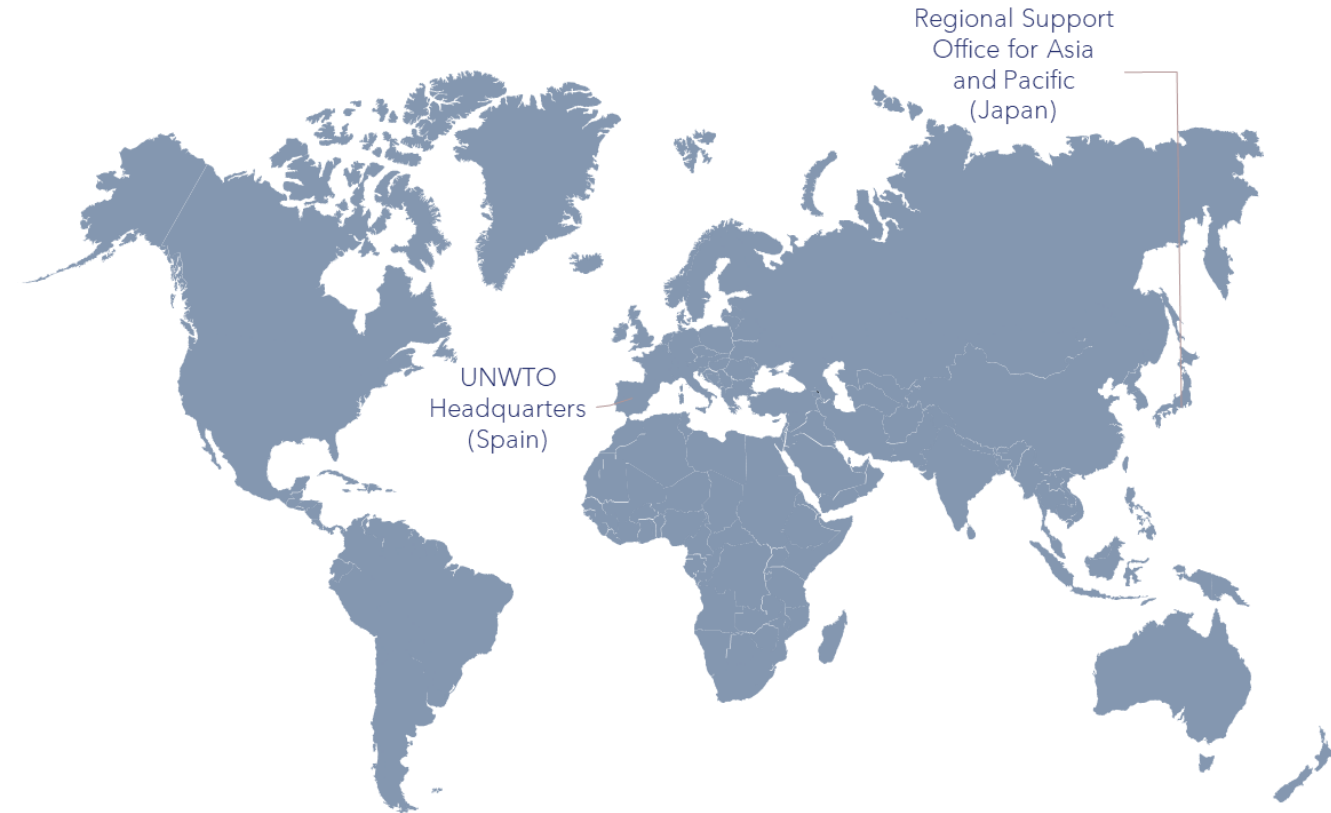 Regional Support
Office for Asia
and Pacific
(Japan)
UNWTO
Headquarters
(Spain)